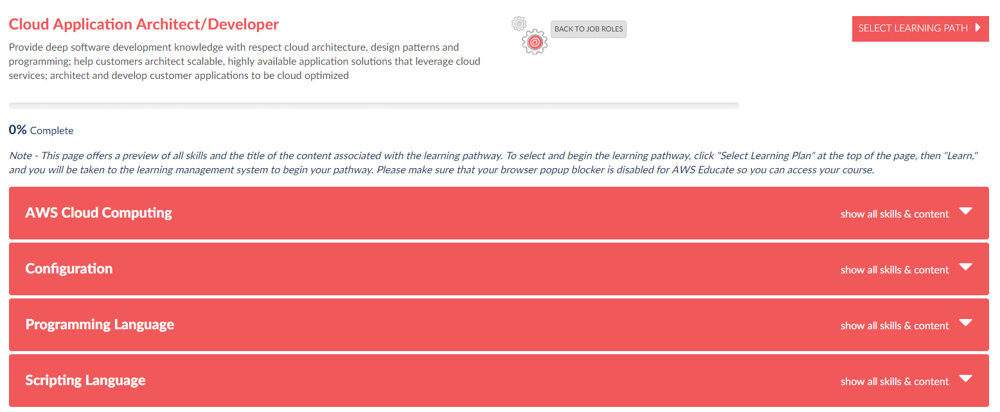 Cloud Application Architect/Developer
BACK TO JOB ROLES
SELECT LEARNING PATH
Provide deep software development knowledge with respect cloud architecture, design patterns and
programming; help customers architect scalable, highly available application solutions that leverage cloud
services; architect and develop customer applications to be cloud optimized
0% Complete
Note - This page offers a preview of all skills and the title of the content associated with the learning pathway. To select and begin the learning pathway, click "Select Learning Plan" at the top of the page, then "Learn,"
and you will be taken to the learning management system to begin your pathway. Please make sure that your browser popup blocker is disabled for AWS Educate so you can access your course.
AWS Cloud Computing
show all skills & content
Configuration
show all skills & content
Programming Language
show all skills & content
Scripting Language
show all skills & content